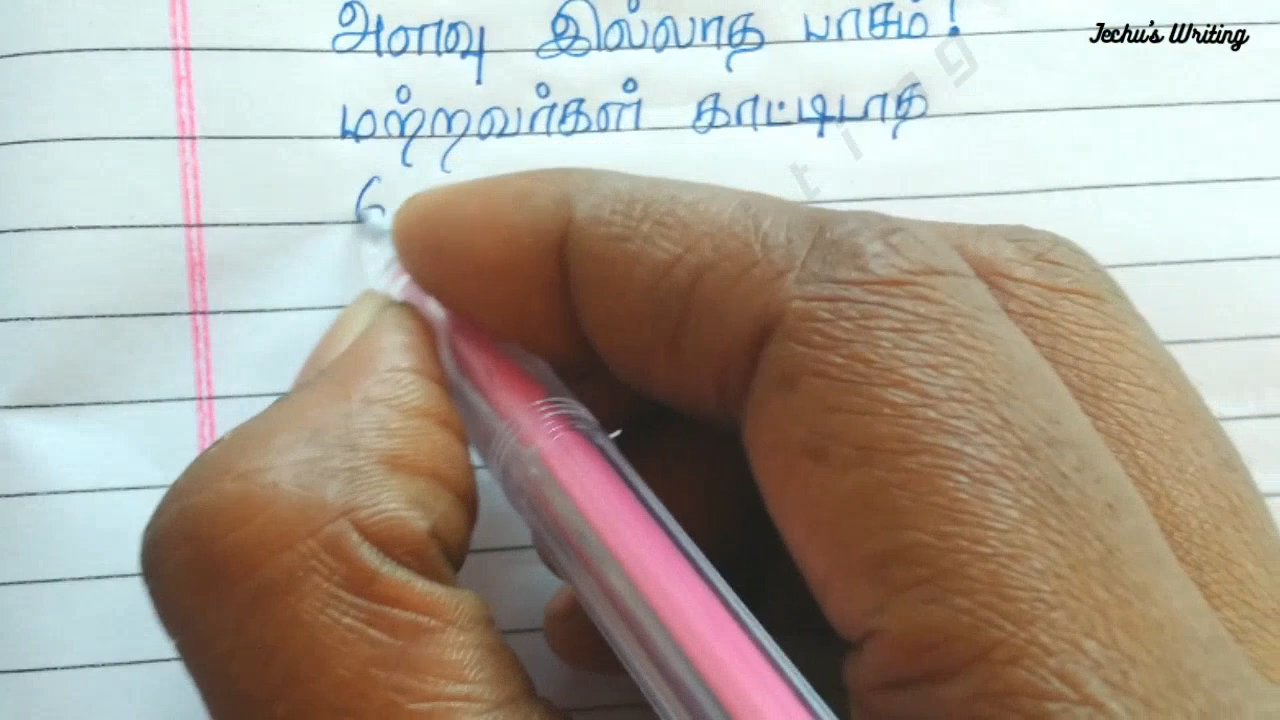 Jechu's Writing
அளவு இல்லாத பாசம்!
மற்றவர்கள் காட்டிடாத